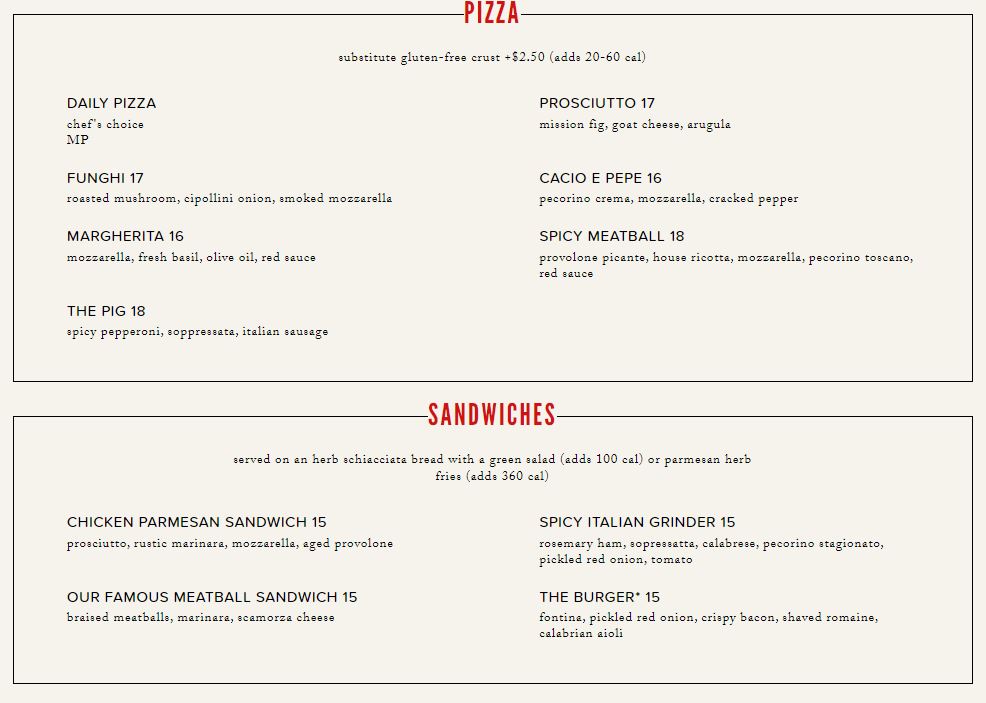 PIZZA
substitute gluten-free crust +$2.50 (adds 20-60 cal)
DAILY PIZZA
chef's choice
MP
PROSCIUTTO 17
mission fig, goat cheese, arugula
FUNGHI 17
roasted mushroom, cipollini onion, smoked mozzarella
CACIO E PEPE 16
pecorino crema, mozzarella, cracked pepper
MARGHERITA 16
mozzarella, fresh basil, olive oil, red sauce
SPICY MEATBALL 18
provolone picante, house ricotta, mozzarella, pecorino toscano,
red sauce
THE PIG 18
spicy pepperoni, soppressata, italian sausage
SANDWICHES
served on an herb schiacciata bread with a green salad (adds 100 cal) or parmesan herb
fries (adds 360 cal)
CHICKEN PARMESAN SANDWICH 15
prosciutto, rustic marinara, mozzarella, aged provolone
SPICY ITALIAN GRINDER 15
rosemary ham, sopressatta, calabrese, pecorino stagionato,
pickled red onion, tomato
OUR FAMOUS MEATBALL SANDWICH 15
braised meatballs, marinara, scamorza cheese
THE BURGER* 15
fontina, pickled red onion, crispy bacon, shaved romaine,
calabrian aioli